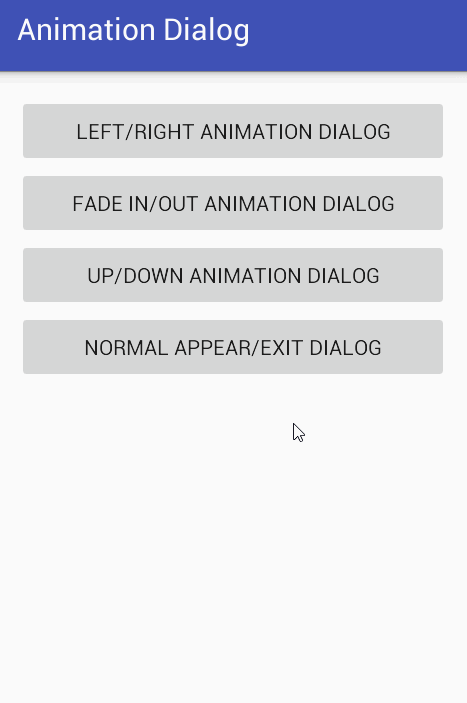 Animation Dialog
LEFT/RIGHT ANIMATION DIALOG
FADE IN/OUT ANIMATION DIALOG
UP/DOWN ANIMATION DIALOG
NORMAL APPEAR/EXIT DIALOG